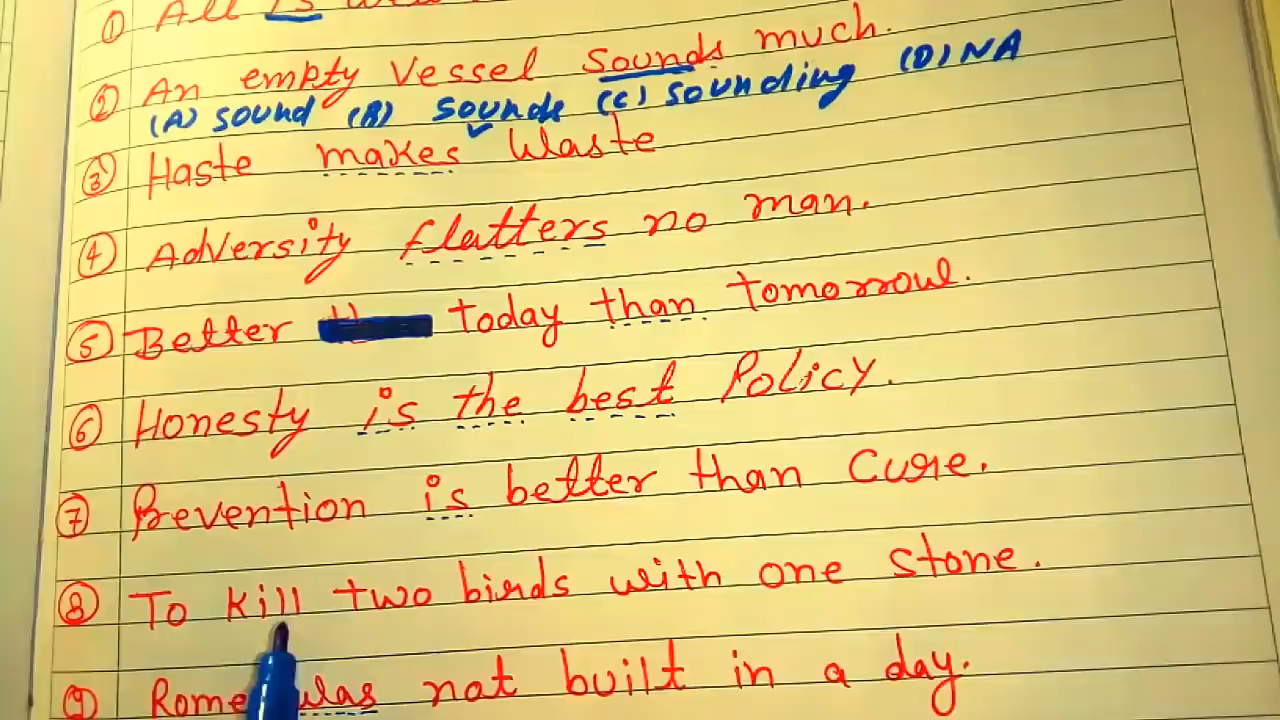 ① All is
② An empty vessel sounds much.
(A) sound (B) sounds (C) sounding (D) NA
③ Haste makes waste
④ Adversity flatters no man.
⑤ Better today than tomorrow.
⑥ Honesty is the best Policy.
⑦ Prevention is better than cure.
⑧ To kill two birds with one stone.
⑨ Rome was not built in a day.